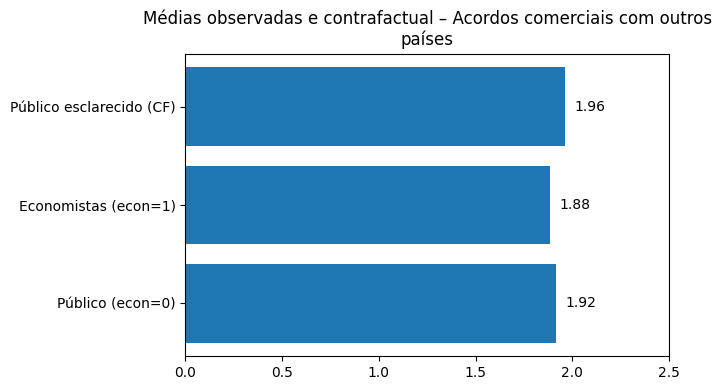 Médias observadas e contrafactual – Acordos comerciais com outros
países
Público esclarecido (CF)
1.96
Economistas (econ=1)
1.88
Público (econ=0)
1.92
0.0
0.5
1.0
1.5
2.0
2.5